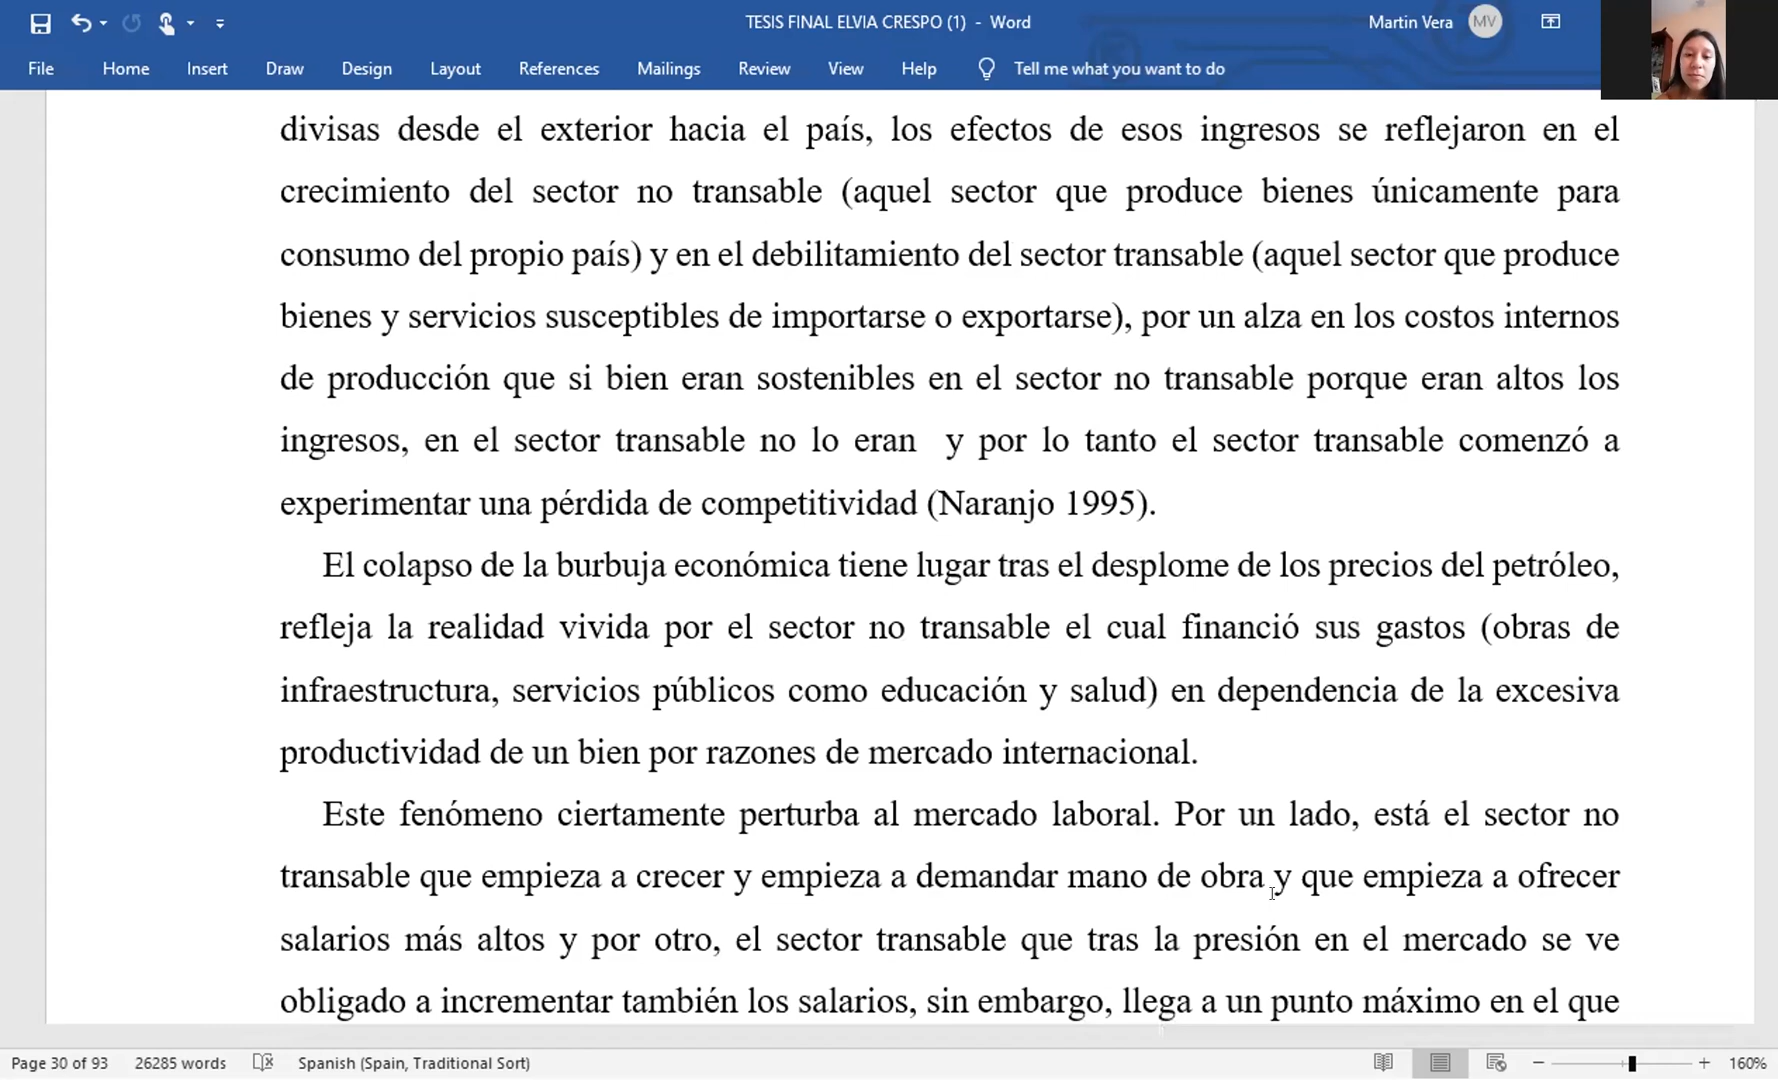 TESIS FINAL ELVIA CRESPO (1) - Word
Martin Vera MV
File Home Insert Draw Design Layout References Mailings Review View Help Tell me what you want to do
divisas desde el exterior hacia el país, los efectos de esos ingresos se reflejaron en el
crecimiento del sector no transable (aquel sector que produce bienes únicamente para
consumo del propio país) y en el debilitamiento del sector transable (aquel sector que produce
bienes y servicios susceptibles de importarse o exportarse), por un alza en los costos internos
de producción que si bien eran sostenibles en el sector no transable porque eran altos los
ingresos, en el sector transable no lo eran  y por lo tanto el sector transable comenzó a
experimentar una pérdida de competitividad (Naranjo 1995).
El colapso de la burbuja económica tiene lugar tras el desplome de los precios del petróleo,
refleja la realidad vivida por el sector no transable el cual financió sus gastos (obras de
infraestructura, servicios públicos como educación y salud) en dependencia de la excesiva
productividad de un bien por razones de mercado internacional.
Este fenómeno ciertamente perturba al mercado laboral. Por un lado, está el sector no
transable que empieza a crecer y empieza a demandar mano de obra y que empieza a ofrecer
salarios más altos y por otro, el sector transable que tras la presión en el mercado se ve
obligado a incrementar también los salarios, sin embargo, llega a un punto máximo en el que
Page 30 of 93 26285 words Spanish (Spain, Traditional Sort) 160%